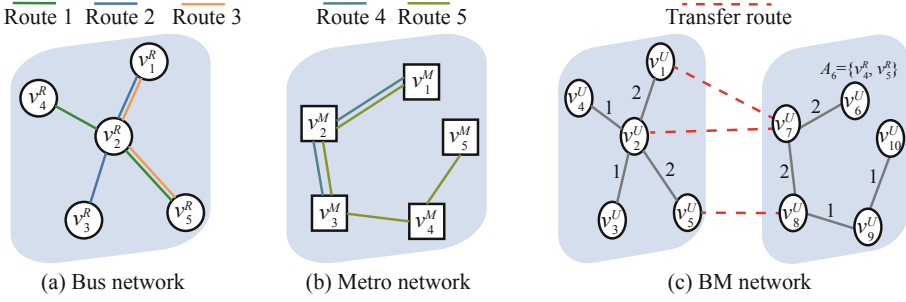 Route 1 Route 2 Route 3 Route 4 Route 5 Transfer route
v_1^R
v_4^R
v_2^R
v_3^R
v_5^R
(a) Bus network
v_1^M
v_2^M
v_5^M
v_3^M
v_4^M
(b) Metro network
A_6={v_4^R, v_5^R}
v_1^U
v_4^U
v_2^U
v_3^U
v_5^U
1
2
1
2
v_6^U
v_7^U
v_10^U
v_8^U
v_9^U
2
2
1
1
(c) BM network